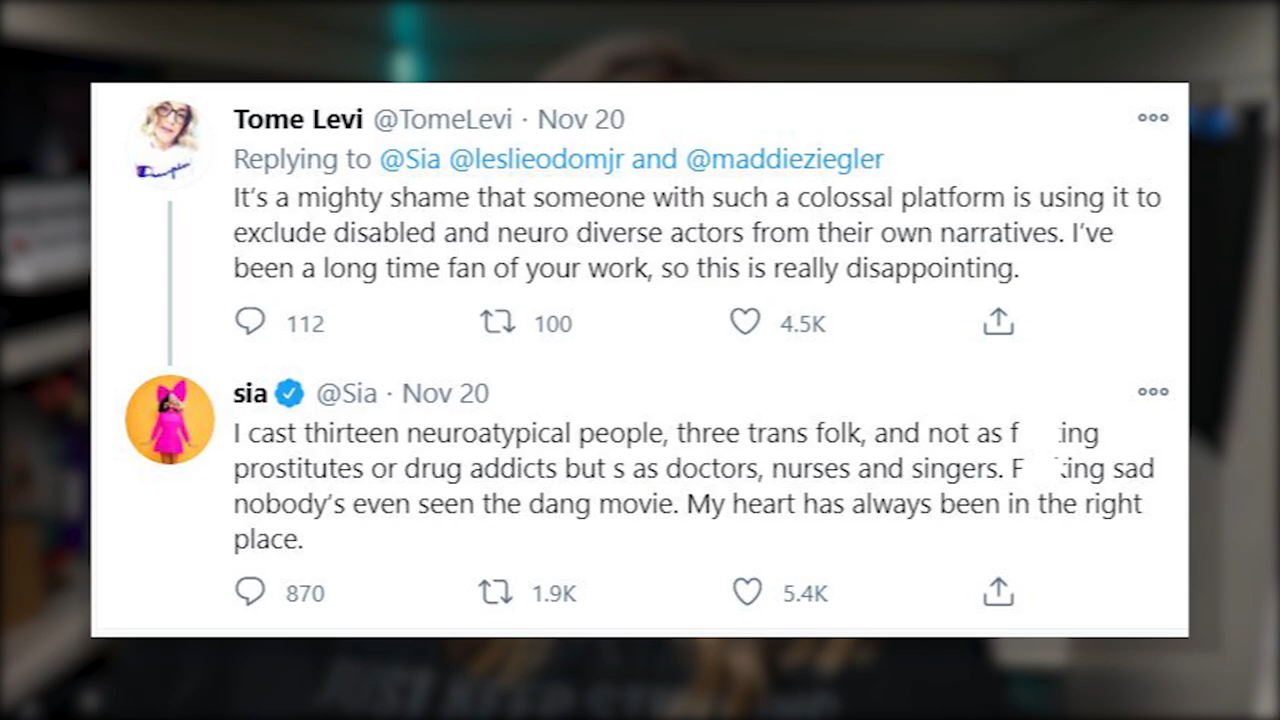 Tome Levi @TomeLevi · Nov 20
Replying to @Sia @leslieodomjr and @maddieziegler
It's a mighty shame that someone with such a colossal platform is using it to
exclude disabled and neuro diverse actors from their own narratives. I've
been a long time fan of your work, so this is really disappointing.
112 100 4.5K
sia @Sia · Nov 20
I cast thirteen neuroatypical people, three trans folk, and not as f ing
prostitutes or drug addicts but s as doctors, nurses and singers. F king sad
nobody's even seen the dang movie. My heart has always been in the right
place.
870 1.9K 5.4K